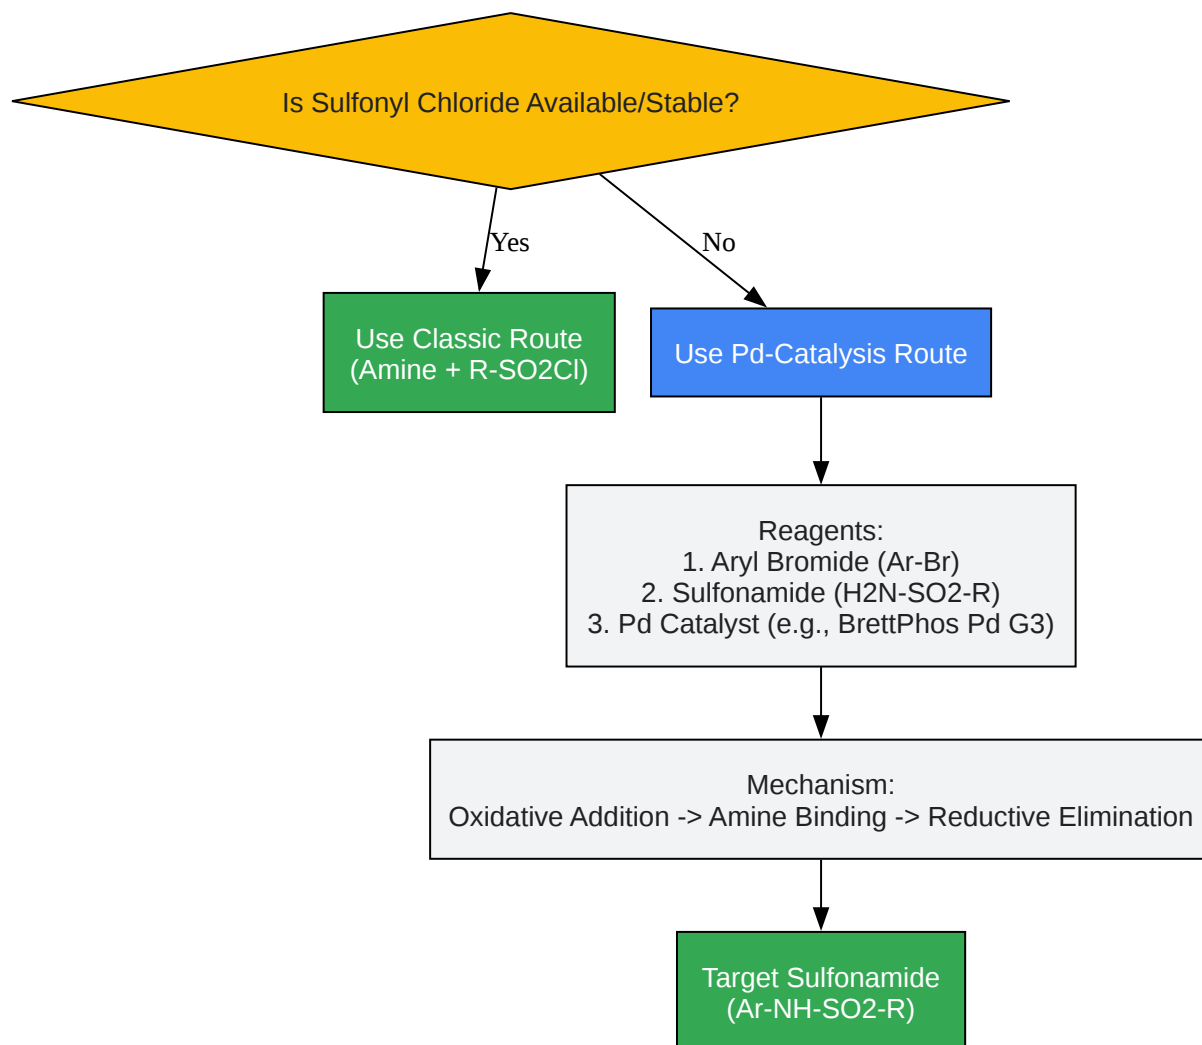 Is Sulfonyl Chloride Available/Stable?
Yes
No
Use Classic Route
(Amine + R-SO2Cl)
Use Pd-Catalysis Route
Reagents:
1. Aryl Bromide (Ar-Br)
2. Sulfonamide (H2N-SO2-R)
3. Pd Catalyst (e.g., BrettPhos Pd G3)
Mechanism:
Oxidative Addition -> Amine Binding -> Reductive Elimination
Target Sulfonamide
(Ar-NH-SO2-R)